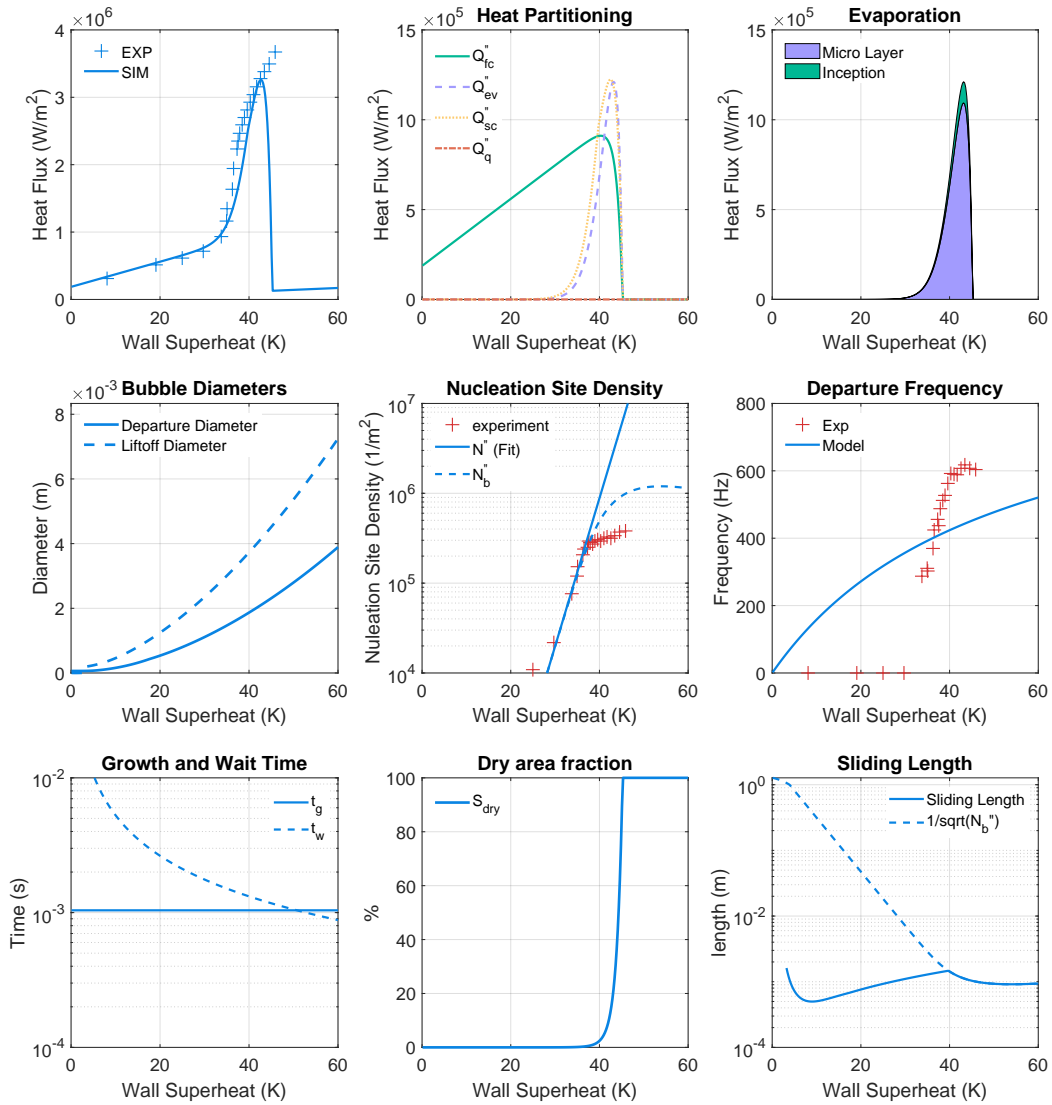 ×10^6
4
3
2
1
0
Heat Flux (W/m^2)
EXP
SIM
0 20 40 60
Wall Superheat (K)
Heat Partitioning
×10^5
15
10
5
0
Heat Flux (W/m^2)
Q_fc^"
Q_ev^"
Q_sc^"
Q_q^"
0 20 40 60
Wall Superheat (K)
Evaporation
×10^5
15
10
5
0
Heat Flux (W/m^2)
Micro Layer
Inception
0 20 40 60
Wall Superheat (K)
Bubble Diameters
×10^-3
8
6
4
2
0
Diameter (m)
Departure Diameter
Liftoff Diameter
0 20 40 60
Wall Superheat (K)
Nucleation Site Density
10^7
10^6
10^5
10^4
Nuleation Site Density (1/m^2)
experiment
N^" (Fit)
N_b^"
0 20 40 60
Wall Superheat (K)
Departure Frequency
800
600
400
200
0
Frequency (Hz)
Exp
Model
0 20 40 60
Wall Superheat (K)
Growth and Wait Time
10^-2
10^-3
10^-4
Time (s)
t_g
t_w
0 20 40 60
Wall Superheat (K)
Dry area fraction
100
80
60
40
20
0
%
S_dry
0 20 40 60
Wall Superheat (K)
Sliding Length
10^0
10^-2
10^-4
length (m)
Sliding Length
1/sqrt(N_b")
0 20 40 60
Wall Superheat (K)